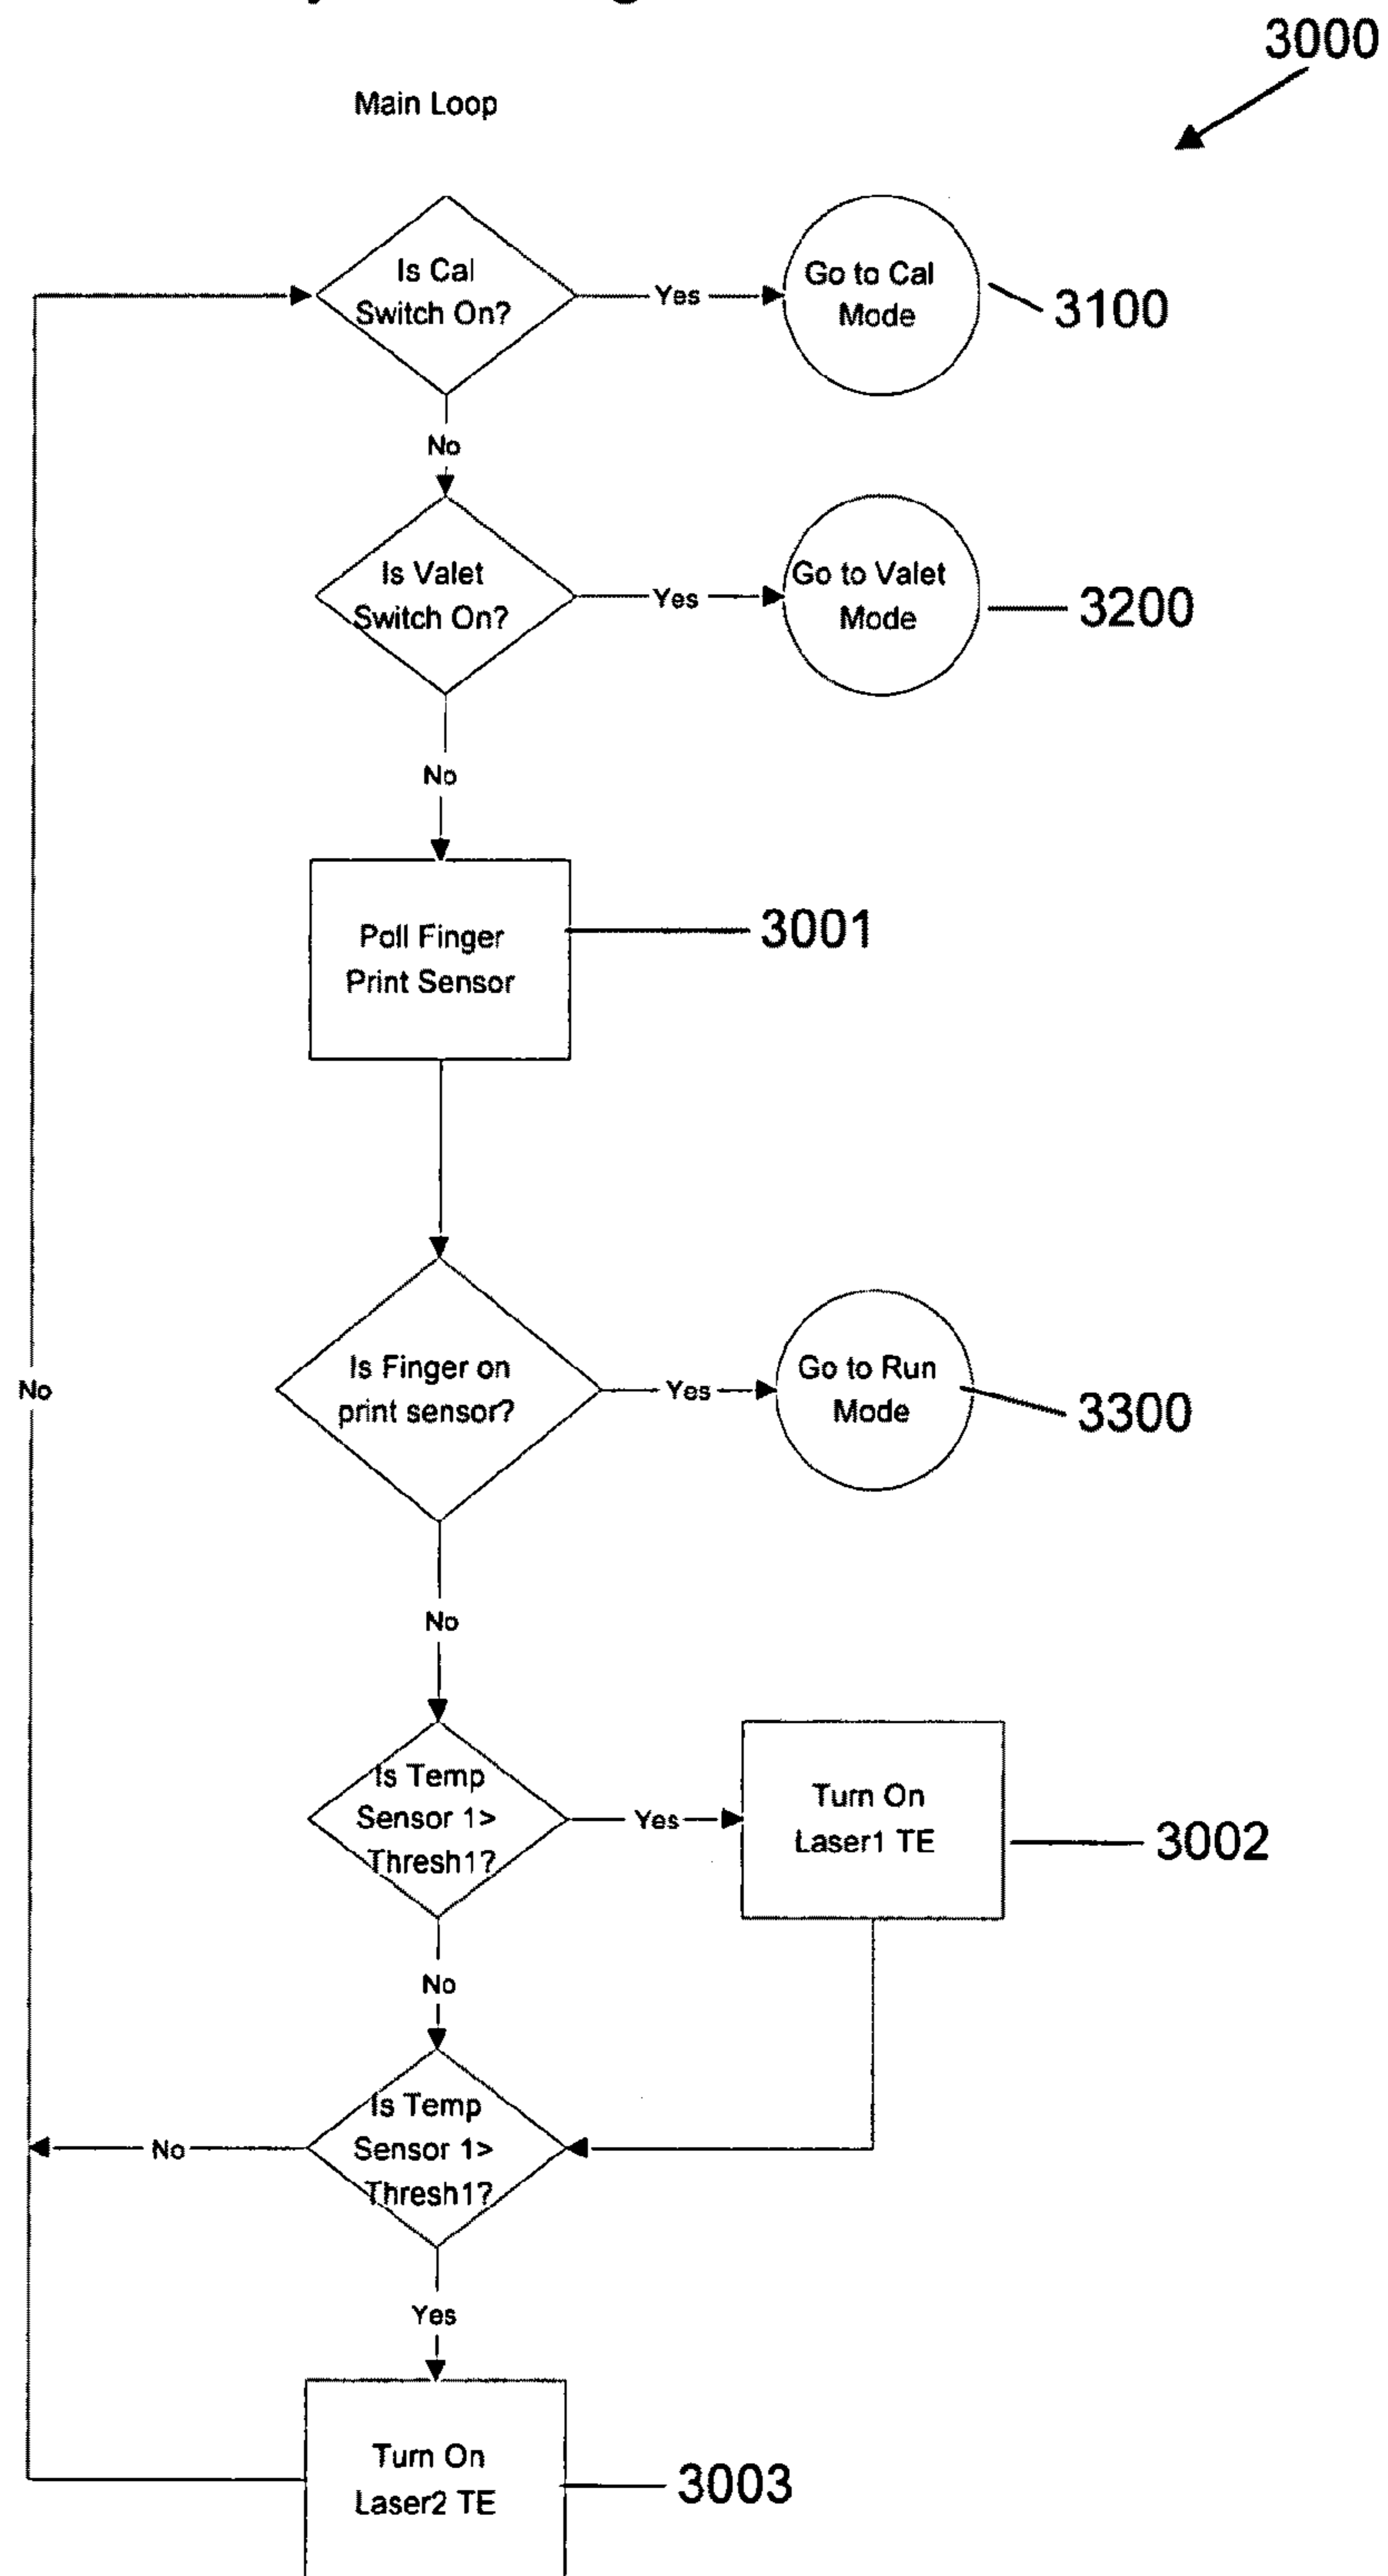 3000
Main Loop
Is Cal
Switch On?
Yes
Go to Cal
Mode
3100
No
Is Valet
Switch On?
Yes
Go to Valet
Mode
3200
No
Poll Finger
Print Sensor
3001
Is Finger on
print sensor?
Yes
Go to Run
Mode
3300
No
No
Is Temp
Sensor 1>
Thresh1?
Yes
Turn On
Laser1 TE
3002
No
Is Temp
Sensor 1>
Thresh1?
No
Yes
Turn On
Laser2 TE
3003